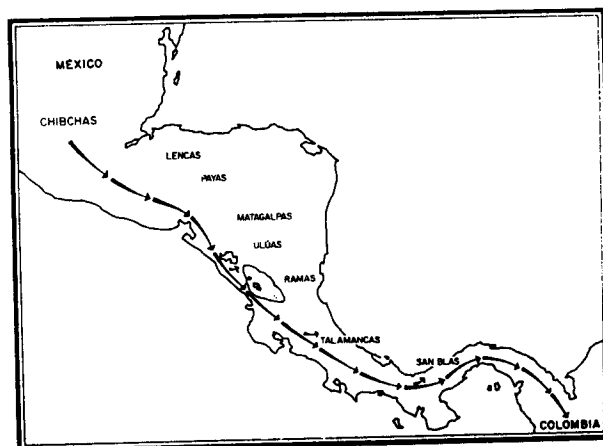 MÉXICO
CHIBCHAS
LENCAS
PAYAS
MATAGALPAS
ULÚAS
RAMAS
TALAMANCAS
SAN BLAS
COLOMBIA